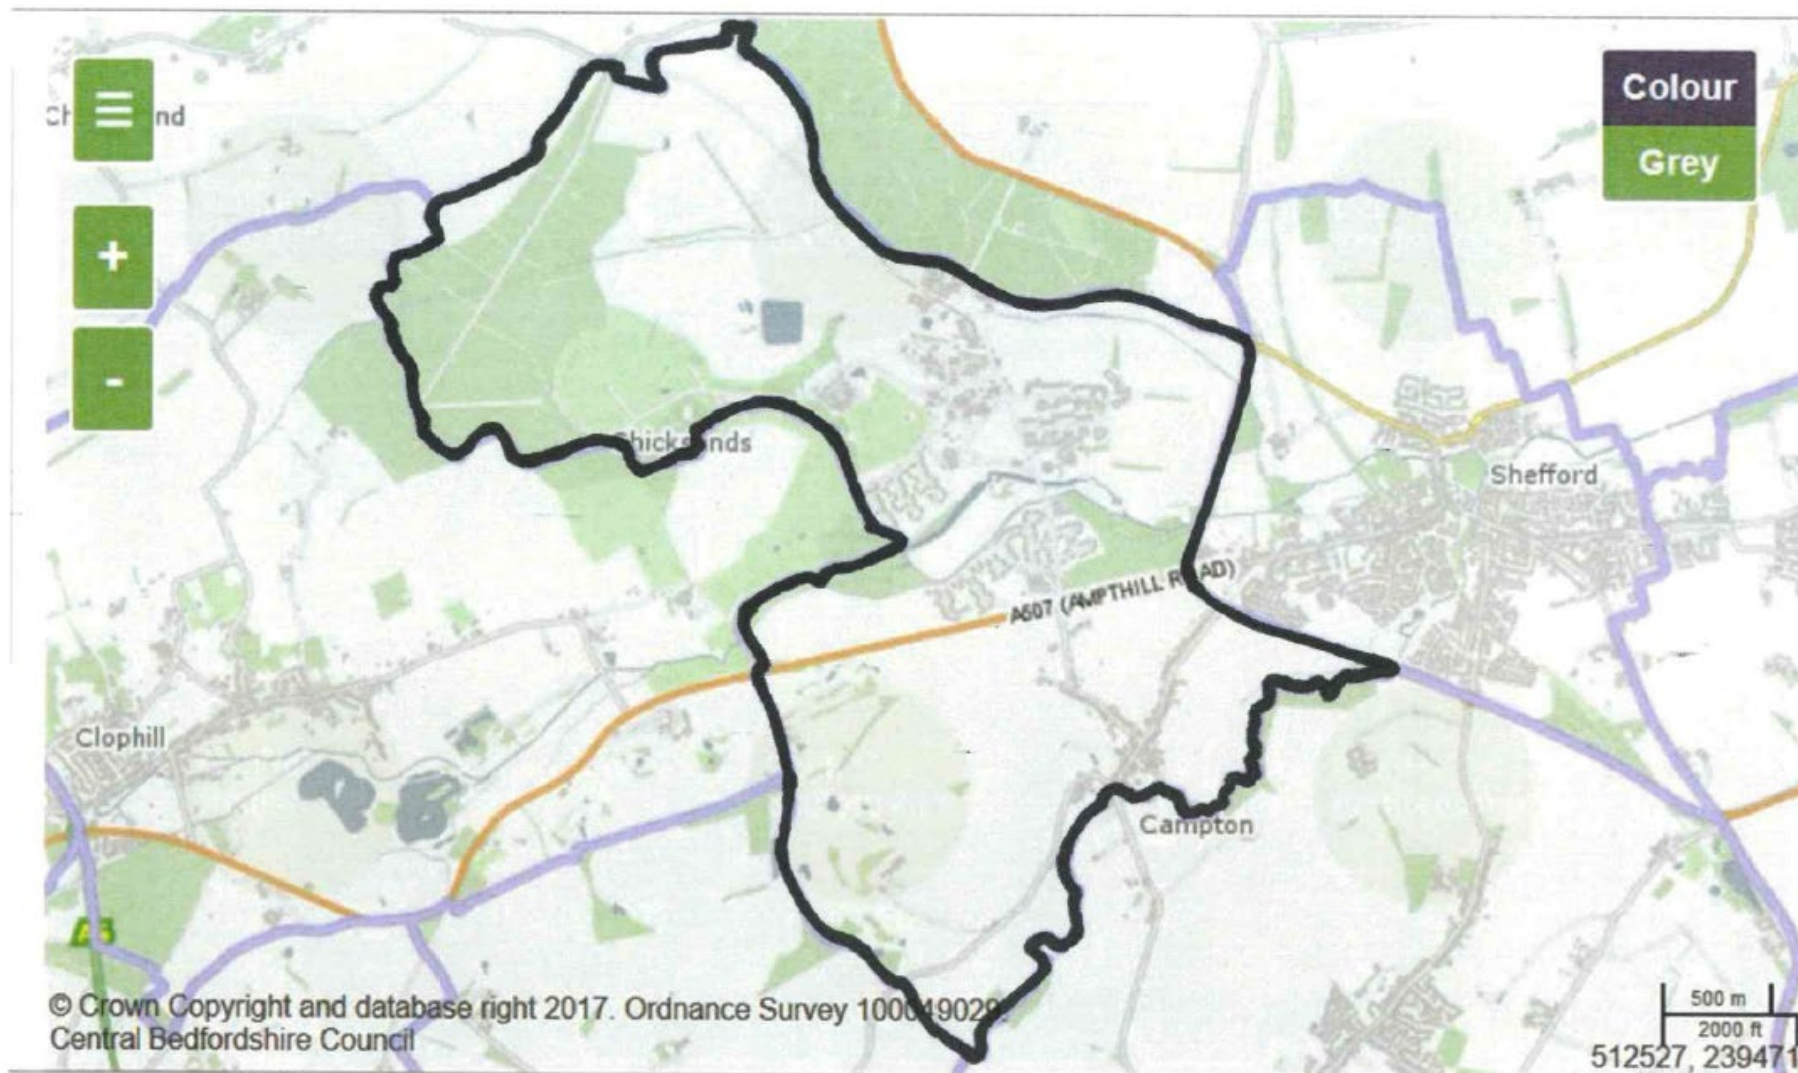 Colour
Grey
+
-
Chicksands
Shefford
A507 (AMPTHILL ROAD)
Clophill
Campton
© Crown Copyright and database right 2017. Ordnance Survey 100049029
Central Bedfordshire Council
500 m
2000 ft
512527, 239471